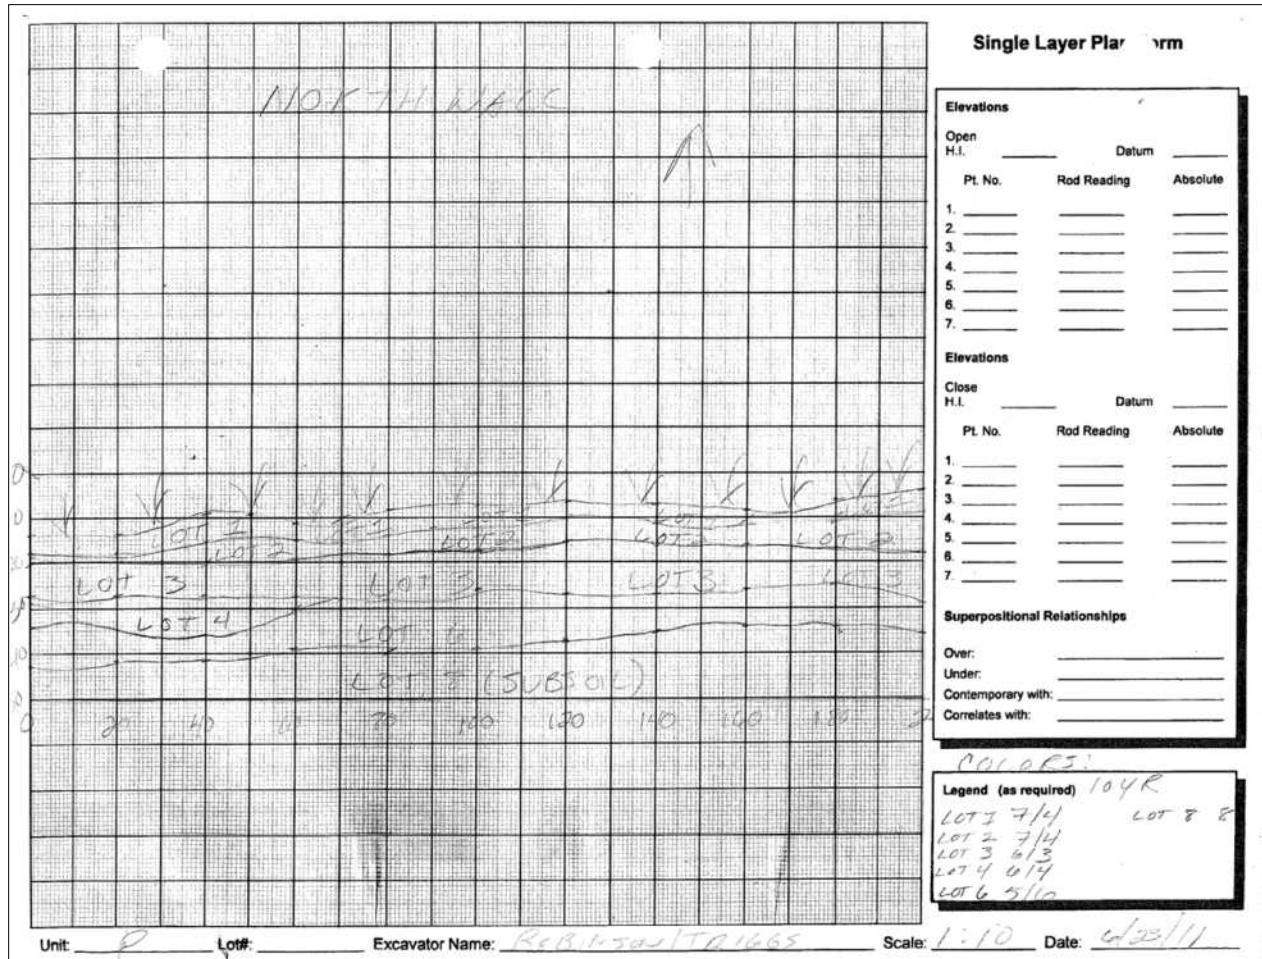 Single Layer Pla orm
NORTH WALL
Elevations
Open
H.I. Datum
Pt. No. Rod Reading Absolute
1.
2.
3.
4.
5.
6.
7.
Elevations
Close
H.I. Datum
Pt. No. Rod Reading Absolute
1.
2.
3.
4.
5.
6.
7.
LOT 1
LOT 2 LOT 2 LOT 2 LOT 2
LOT 3 LOT 3 LOT 3 LOT 3
LOT 4 LOT 6
LOT 8 (SUBSOIL)
0 20 40 60 80 100 120 140 160 180
Superpositional Relationships
Over:
Under:
Contemporary with:
Correlates with:
COLORS:
Legend (as required) 10YR
LOT 1 7/4 LOT 8 8
LOT 2 7/4
LOT 3 6/3
LOT 4 6/4
LOT 6 5/10
Unit: P Lot#: Excavator Name: ROBINSON/TRIGGS Scale: 1:10 Date: 6/23/11